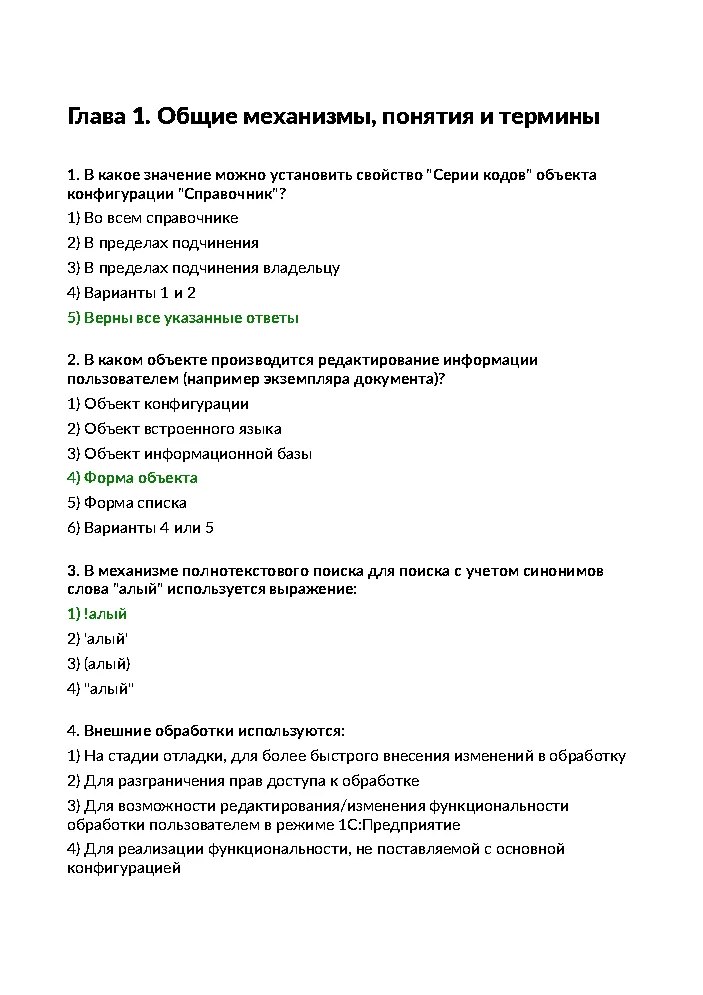 Глава 1. Общие механизмы, понятия и термины
1. В какое значение можно установить свойство "Серии кодов" объекта
конфигурации "Справочник"?
1) Во всем справочнике
2) В пределах подчинения
3) В пределах подчинения владельцу
4) Варианты 1 и 2
5) Верны все указанные ответы
2. В каком объекте производится редактирование информации
пользователем (например экземпляра документа)?
1) Объект конфигурации
2) Объект встроенного языка
3) Объект информационной базы
4) Форма объекта
5) Форма списка
6) Варианты 4 или 5
3. В механизме полнотекстового поиска для поиска с учетом синонимов
слова "алый" используется выражение:
1) !алый
2) 'алый'
3) (алый)
4) "алый"
4. Внешние обработки используются:
1) На стадии отладки, для более быстрого внесения изменений в обработку
2) Для разграничения прав доступа к обработке
3) Для возможности редактирования/изменения функциональности
обработки пользователем в режиме 1С:Предприятие
4) Для реализации функциональности, не поставляемой с основной
конфигурацией